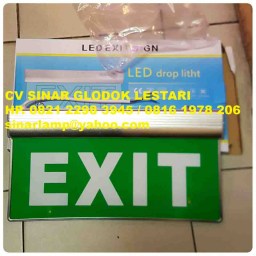 LED EXIT SIGN
LED drop litht
CV SINAR GLODOK LESTARI
HP. 0821 2298 3945 / 0816 1978 206
sinarlamp@yahoo.com
EXIT